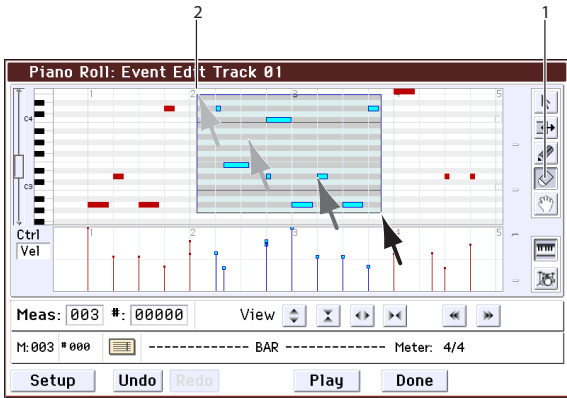 2 1
Piano Roll: Event Edit Track 01
1 2 3 4 5
C4
C3
Ctrl 1 2 3 4 5
Vel
Meas: 003 #: 00000 View
M:003 #000 BAR Meter: 4/4
Setup Undo Redo Play Done